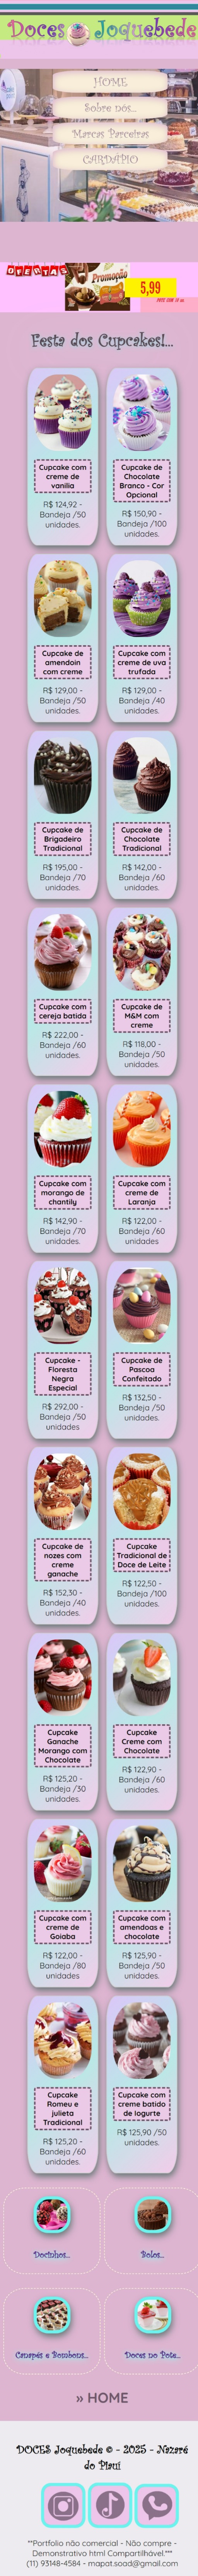 Doces Joquebede
HOME
Sobre nós...
Marcas Parceiras
CARDÁPIO
OFERTAS
Promoção
5,99
Festa dos Cupcakes!...
Cupcake com
creme de
vanilia
R$ 124,92 -
Bandeja /50
unidades.
Cupcake de
Chocolate
Branco - Cor
Opcional
R$ 150,90 -
Bandeja /100
unidades.
Cupcake de
amendoin
com creme
R$ 129,00 -
Bandeja /50
unidades.
Cupcake com
creme de uva
trufada
R$ 129,00 -
Bandeja /40
unidades.
Cupcake de
Brigadeiro
Tradicional
R$ 195,00 -
Bandeja /70
unidades.
Cupcake de
Chocolate
Tradicional
R$ 142,00 -
Bandeja /60
unidades.
Cupcake com
cereja batida
R$ 222,00 -
Bandeja /60
unidades.
Cupcake de
M&M com
creme
R$ 118,00 -
Bandeja /50
unidades.
Cupcake com
morango de
chantily
R$ 142,90 -
Bandeja /70
unidades.
Cupcake com
creme de
Laranja
R$ 122,00 -
Bandeja /60
unidades
Cupcake -
Floresta
Negra
Especial
R$ 292,00 -
Bandeja /50
unidades
Cupcake de
Pascoa
Confeitado
R$ 132,50 -
Bandeja /50
unidades.
Cupcake de
nozes com
creme
ganache
R$ 152,30 -
Bandeja /40
unidades.
Cupcake
Tradicional de
Doce de Leite
R$ 122,50 -
Bandeja /100
unidades.
Cupcake
Ganache
Morango com
Chocolate
R$ 125,20 -
Bandeja /30
unidades.
Cupcake
Creme com
Chocolate
R$ 122,90 -
Bandeja /60
unidades.
Cupcake com
creme de
Goiaba
R$ 122,00 -
Bandeja /80
unidades
Cupcake com
amendoas e
chocolate
R$ 125,90 -
Bandeja /50
unidades.
Cupcake
Romeu e
julieta
Tradicional
R$ 125,20 -
Bandeja /60
unidades.
Cupcake com
creme batido
de Iogurte
R$ 125,90 /50
unidades.
Docinhos...
Bolos...
Canapés e Bombons...
Doces no Pote...
» HOME
DOCES Joquebede © - 2025 - Nazaré
do Piauí
"Portfolio não comercial - Não compre -
Demonstrativo html Compartilhável.***
(11) 93148-4584 - mapat.soad@gmail.com